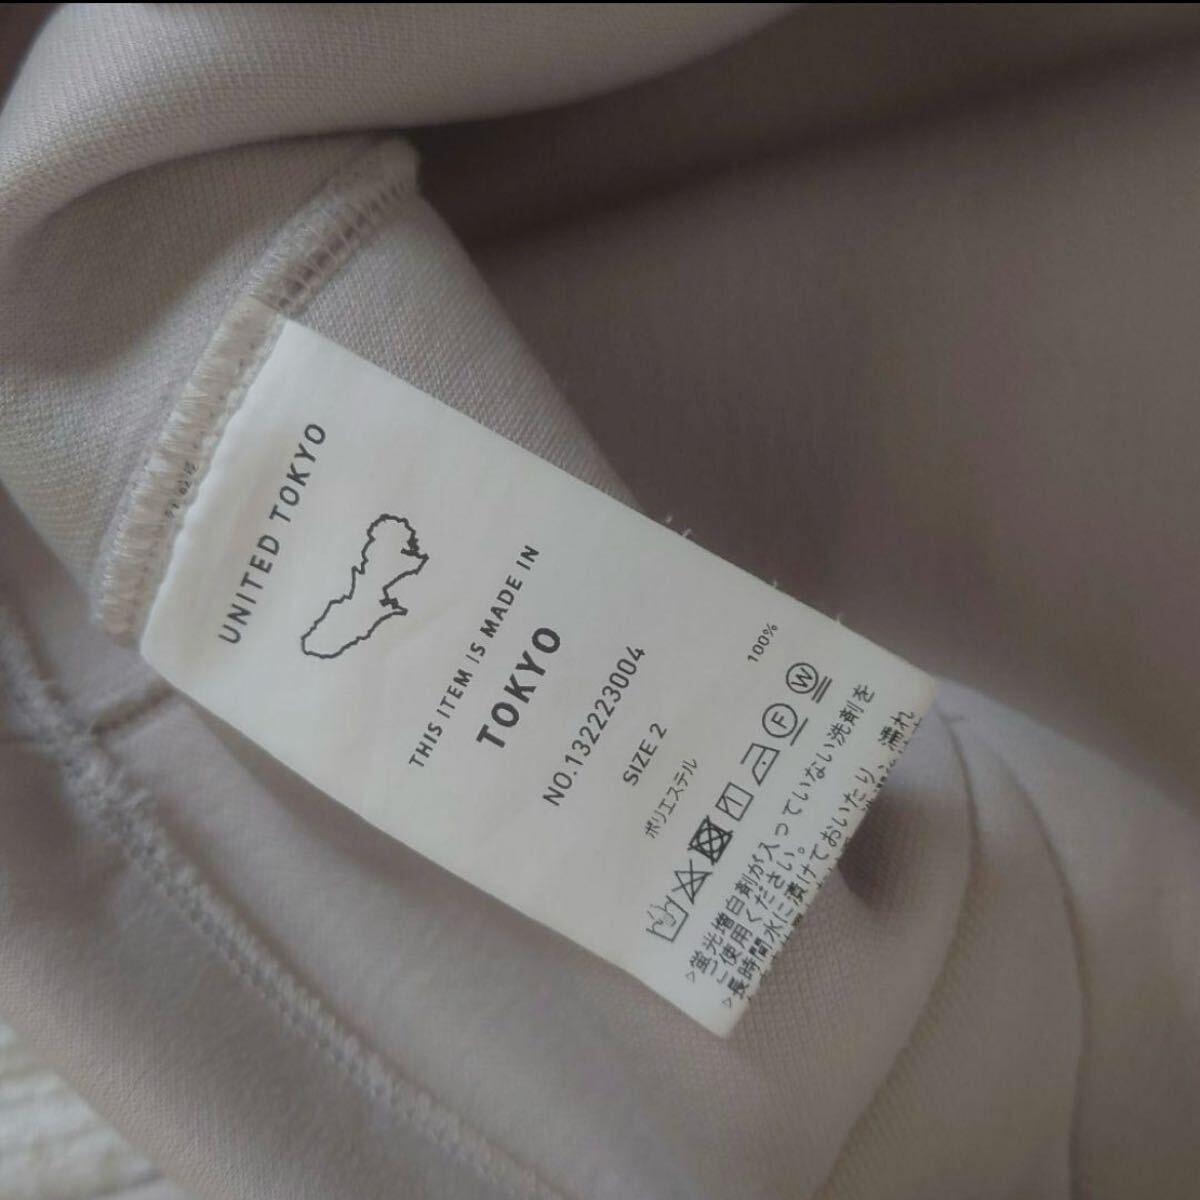 UNITED TOKYO
THIS ITEM IS MADE IN
TOKYO
NO.132223004
SIZE 2
ポリエステル 100%
F W
>蛍光増白剤が入っていない洗剤を
ご使用ください。
>長時間水に漬けておいたり、濡れ